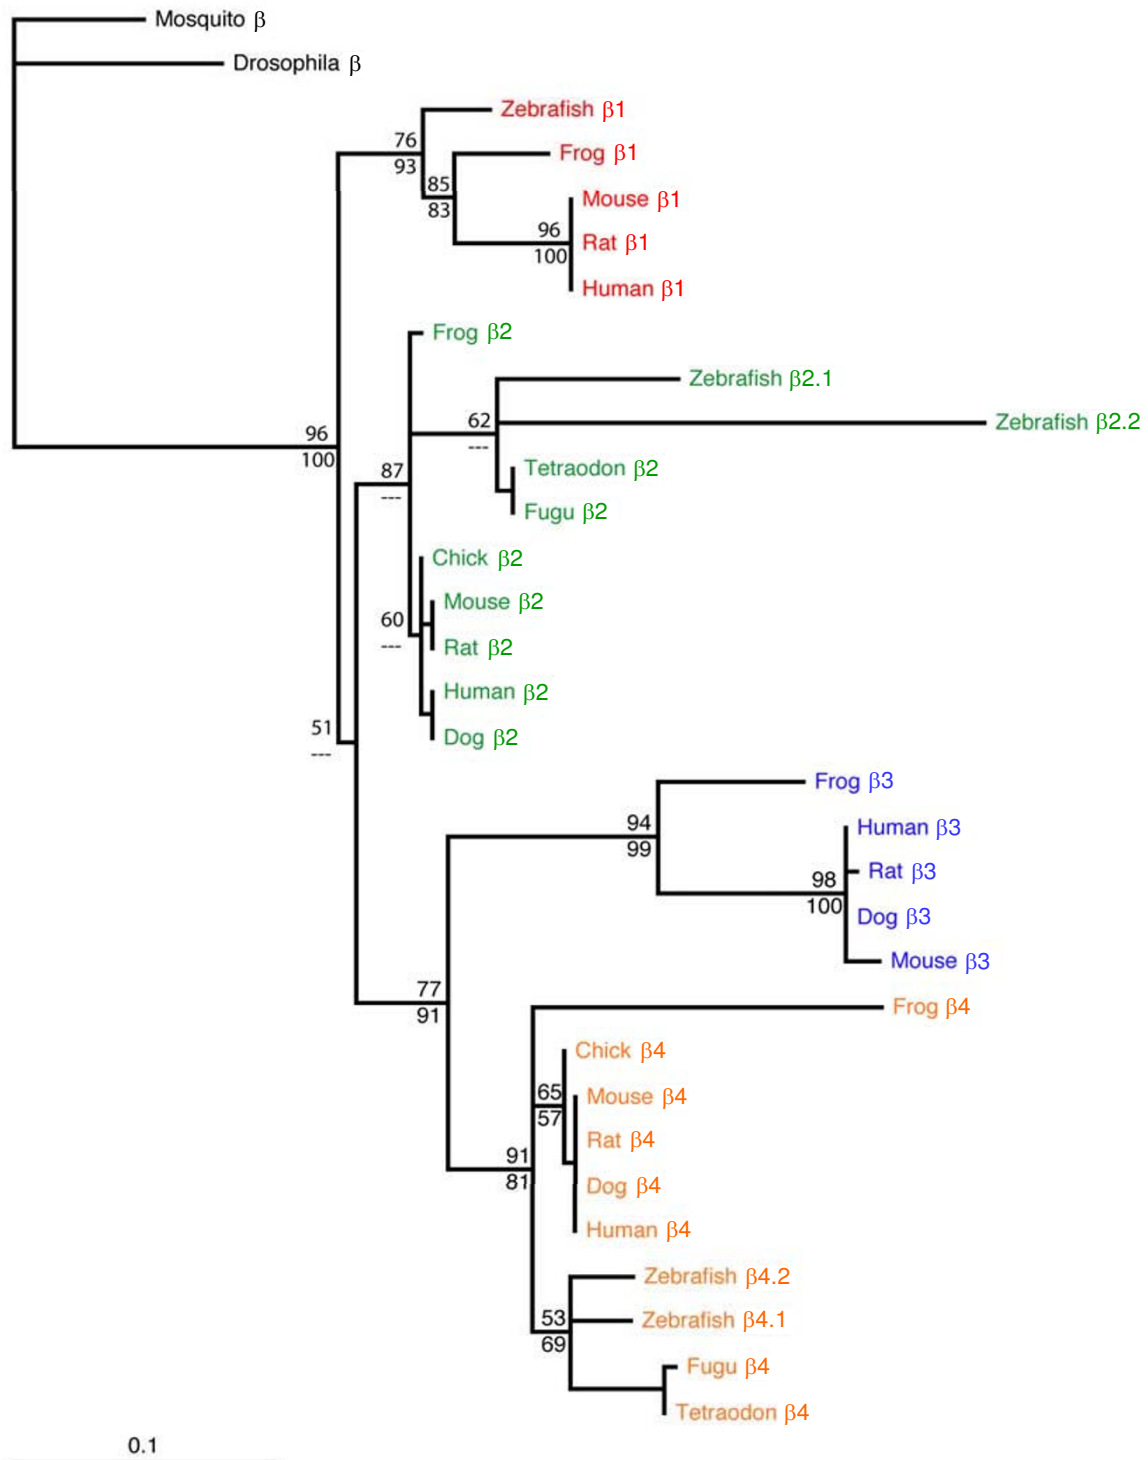 Mosquito β
Drosophila β
Zebrafish β1
76
Frog β1
93
85
Mouse β1
83
96
Rat β1
100
Human β1
Frog β2
Zebrafish β2.1
62
Zebrafish β2.2
96
---
100
87
Tetraodon β2
---
Fugu β2
Chick β2
Mouse β2
60
---
Rat β2
Human β2
51
Dog β2
---
Frog β3
94
Human β3
99
98
Rat β3
100
Dog β3
Mouse β3
77
91
Frog β4
Chick β4
65
Mouse β4
57
Rat β4
91
81
Dog β4
Human β4
Zebrafish β4.2
53
Zebrafish β4.1
69
Fugu β4
Tetraodon β4
0.1